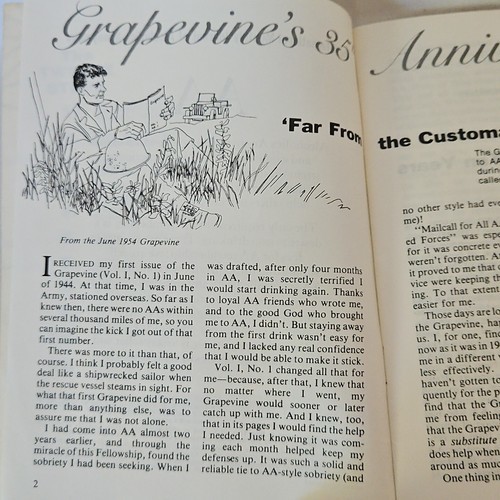 Grapevine's 35
Anniv
'Far From the Customa
The G
to AA
durin
calle
From the June 1954 Grapevine
I RECEIVED my first issue of the
Grapevine (Vol. I, No. 1) in June
of 1944. At that time, I was in the
Army, stationed overseas. So far as I
knew then, there were no AAs within
several thousand miles of me, so you
can imagine the kick I got out of that
first number.
There was more to it than that, of
course. I think I probably felt a good
deal like a shipwrecked sailor when
the rescue vessel steams in sight. For
what that first Grapevine did for me,
more than anything else, was to
assure me that I was not alone.
I had come into AA almost two
years earlier, and through the
miracle of this Fellowship, found the
sobriety I had been seeking. When I
2
was drafted, after only four months
in AA, I was secretly terrified I
would start drinking again. Thanks
to loyal AA friends who wrote me,
and to the good God who brought
me to AA, I didn't. But staying away
from the first drink wasn't easy for
me, and I lacked any real confidence
that I would be able to make it stick.
Vol. I, No. 1 changed all that for
me—because, after that, I knew that
no matter where I went, my
Grapevine would sooner or later
catch up with me. And I knew, too,
that in its pages I would find the help
I needed. Just knowing it was com-
ing each month helped keep my
defenses up. It was such a solid and
reliable tie to AA-style sobriety (and
no other style had eve
me)!
"Mailcall for All A.
ed Forces" was espe
for it was concrete e
weren't forgotten. At
it proved to me that
vice were keeping th
ing. To that extent
easier for me.
Those days are lo
the Grapevine, ha
us. I, for one, find
now as it was in 19
me in a different
less effectively.
haven't gotten t
quently for the p
find that the Gr
me from feelin
that the Grapev
is a substitute
does help when
around as much
One thing in